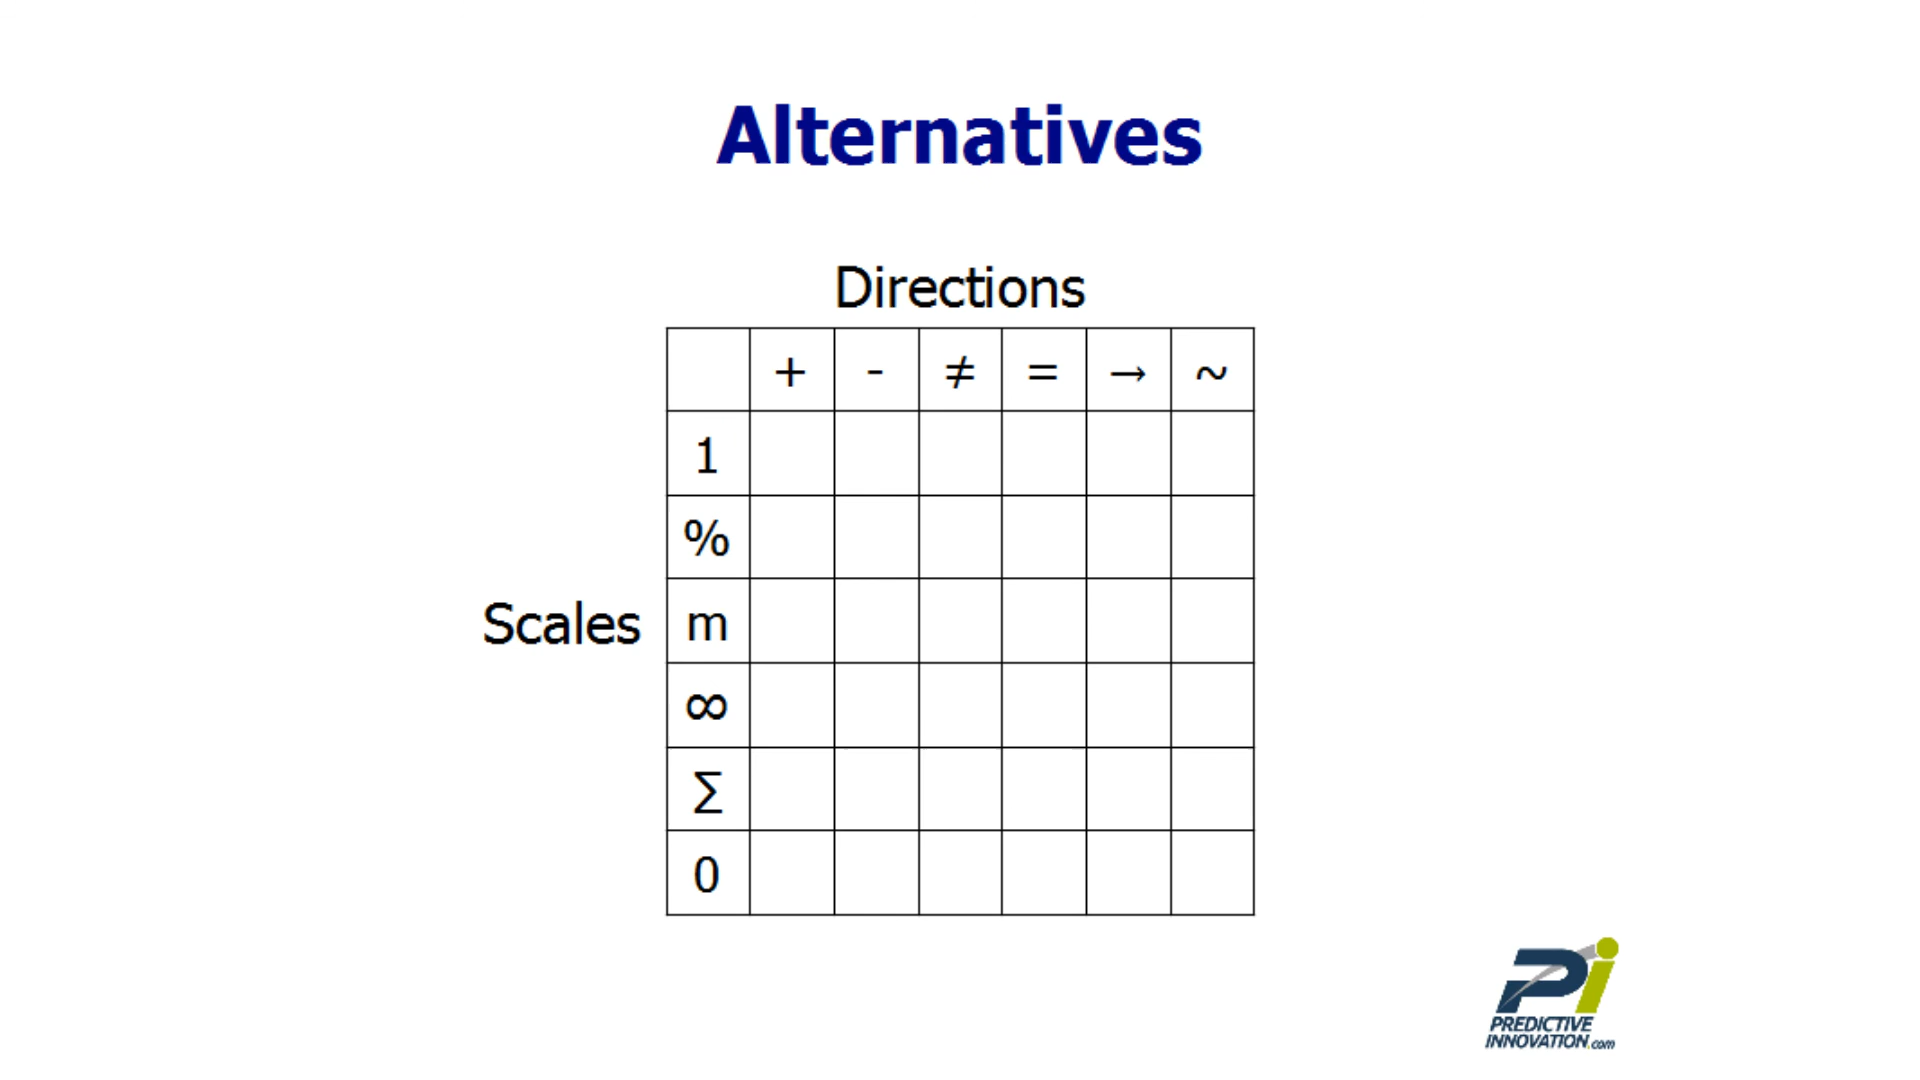 Alternatives
Directions
+ - ≠ = → ~
1
%
Scales m
∞
∑
0
PREDICTIVE
INNOVATION.com